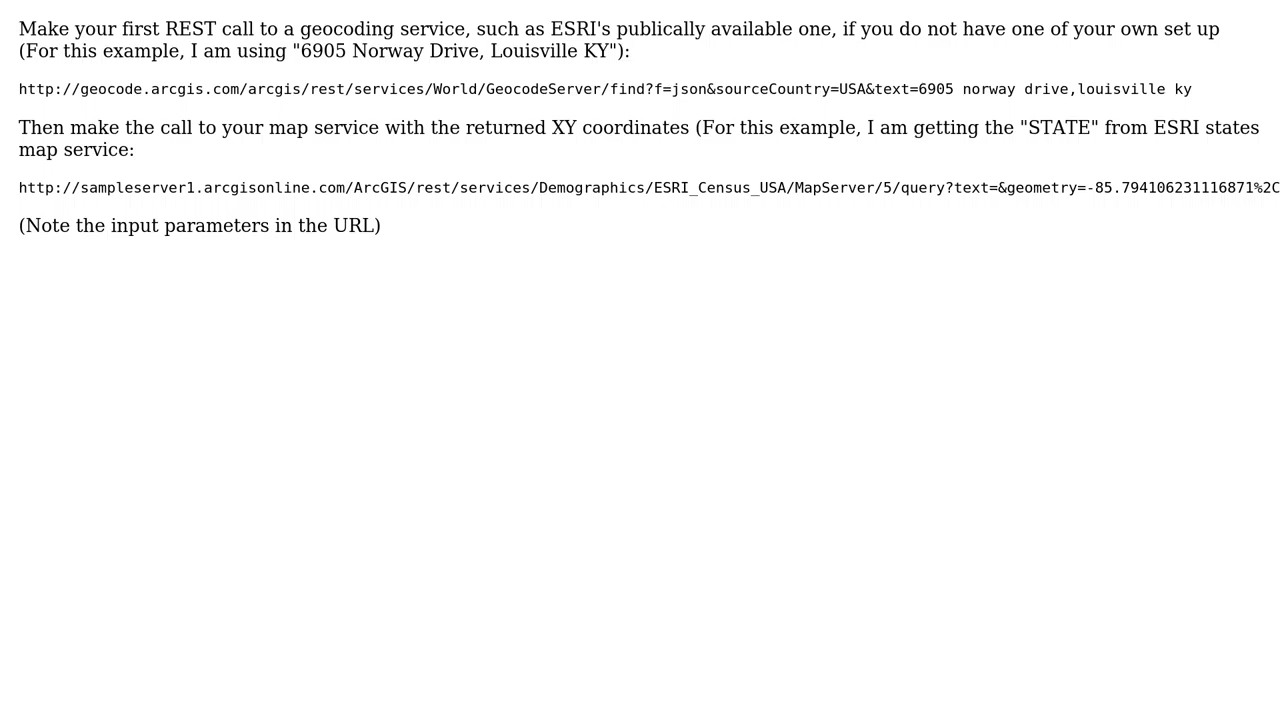 Make your first REST call to a geocoding service, such as ESRI's publically available one, if you do not have one of your own set up
(For this example, I am using "6905 Norway Drive, Louisville KY"):
http://geocode.arcgis.com/arcgis/rest/services/World/GeocodeServer/find?f=json&sourceCountry=USA&text=6905 norway drive,louisville ky
Then make the call to your map service with the returned XY coordinates (For this example, I am getting the "STATE" from ESRI states
map service:
http://sampleserver1.arcgisonline.com/ArcGIS/rest/services/Demographics/ESRI_Census_USA/MapServer/5/query?text=&geometry=-85.794106231116871%2C
(Note the input parameters in the URL)